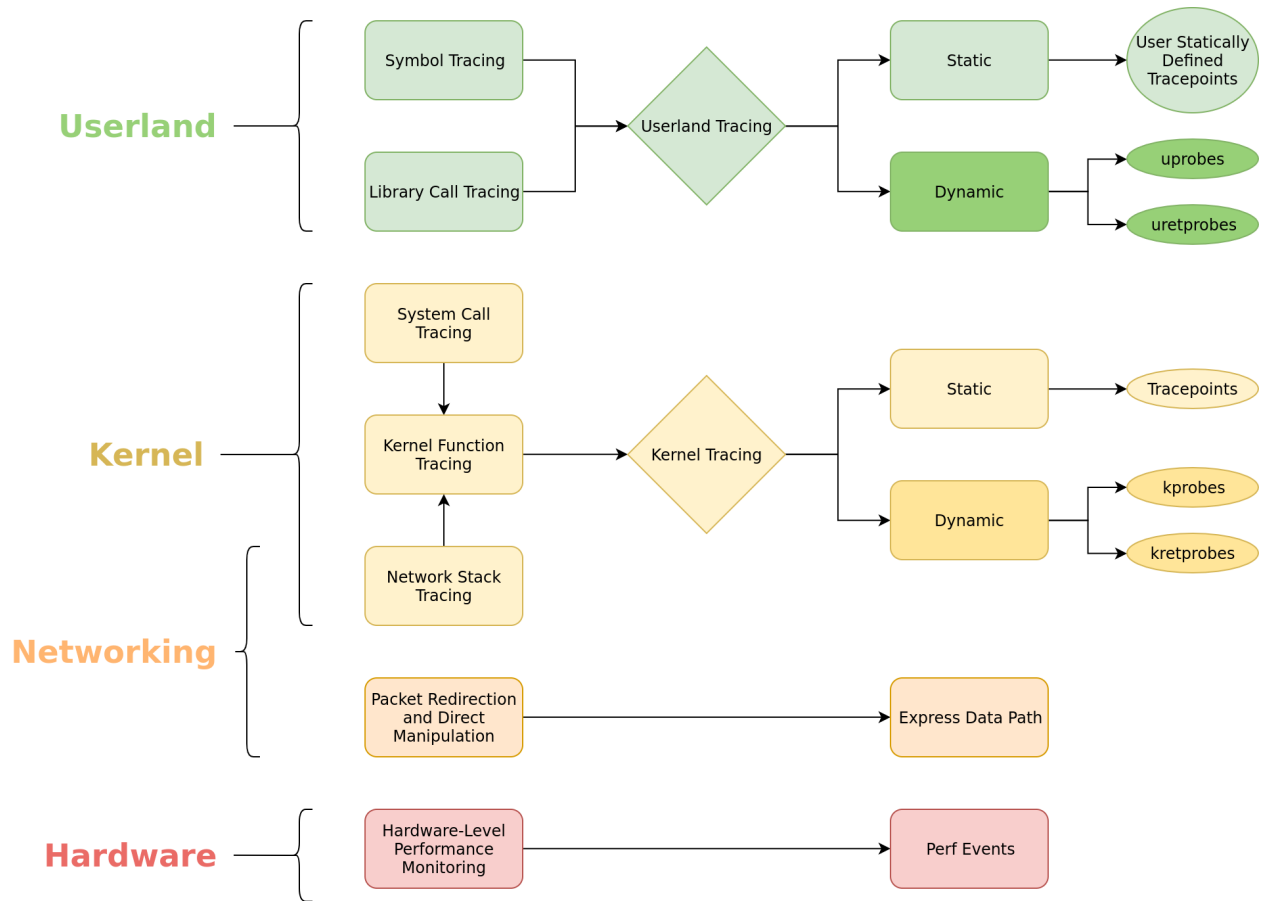 Userland
Symbol Tracing
Library Call Tracing
Userland Tracing
Static
User Statically
Defined
Tracepoints
Dynamic
uprobes
uretprobes
Kernel
System Call
Tracing
Kernel Function
Tracing
Network Stack
Tracing
Kernel Tracing
Static
Tracepoints
Dynamic
kprobes
kretprobes
Networking
Packet Redirection
and Direct
Manipulation
Express Data Path
Hardware
Hardware-Level
Performance
Monitoring
Perf Events